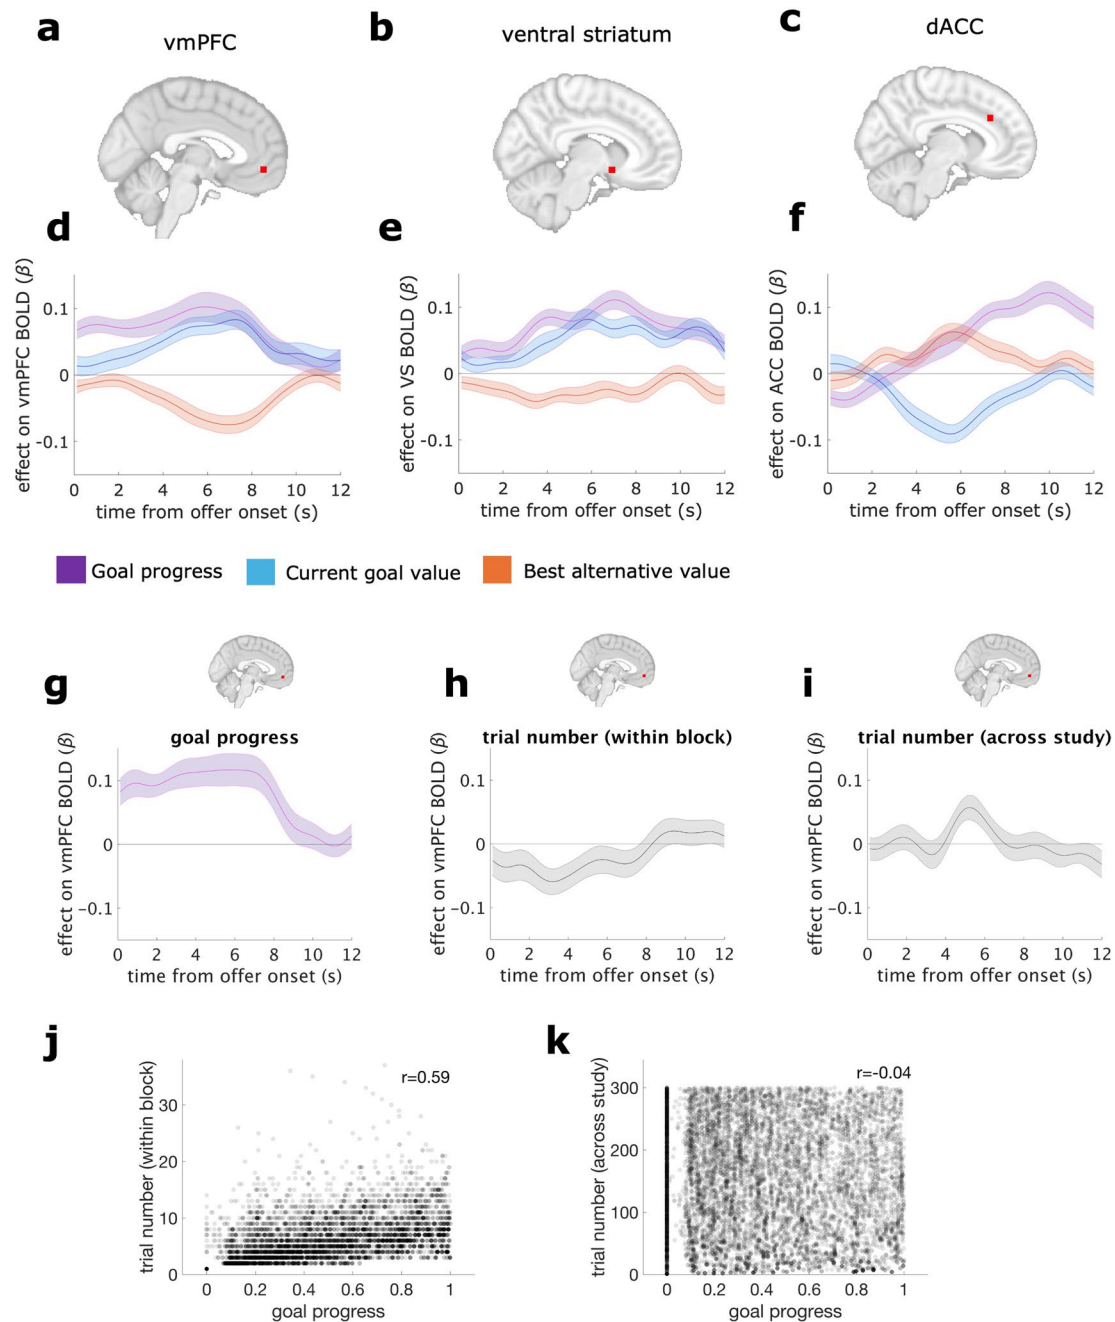 a
vmPFC
b
ventral striatum
c
dACC
d
effect on vmPFC BOLD (β)
0.1
0
-0.1
0 2 4 6 8 10 12
time from offer onset (s)
e
effect on VS BOLD (β)
0.1
0
-0.1
0 2 4 6 8 10 12
time from offer onset (s)
f
effect on ACC BOLD (β)
0.1
0
-0.1
0 2 4 6 8 10 12
time from offer onset (s)
Goal progress
Current goal value
Best alternative value
g
goal progress
effect on vmPFC BOLD (β)
0.1
0
-0.1
0 2 4 6 8 10 12
time from offer onset (s)
h
trial number (within block)
effect on vmPFC BOLD (β)
0.1
0
-0.1
0 2 4 6 8 10 12
time from offer onset (s)
i
trial number (across study)
effect on vmPFC BOLD (β)
0.1
0
-0.1
0 2 4 6 8 10 12
time from offer onset (s)
j
r=0.59
trial number (within block)
30
20
10
0
0 0.2 0.4 0.6 0.8 1
goal progress
k
r=-0.04
trial number (across study)
300
200
100
0
0 0.2 0.4 0.6 0.8 1
goal progress